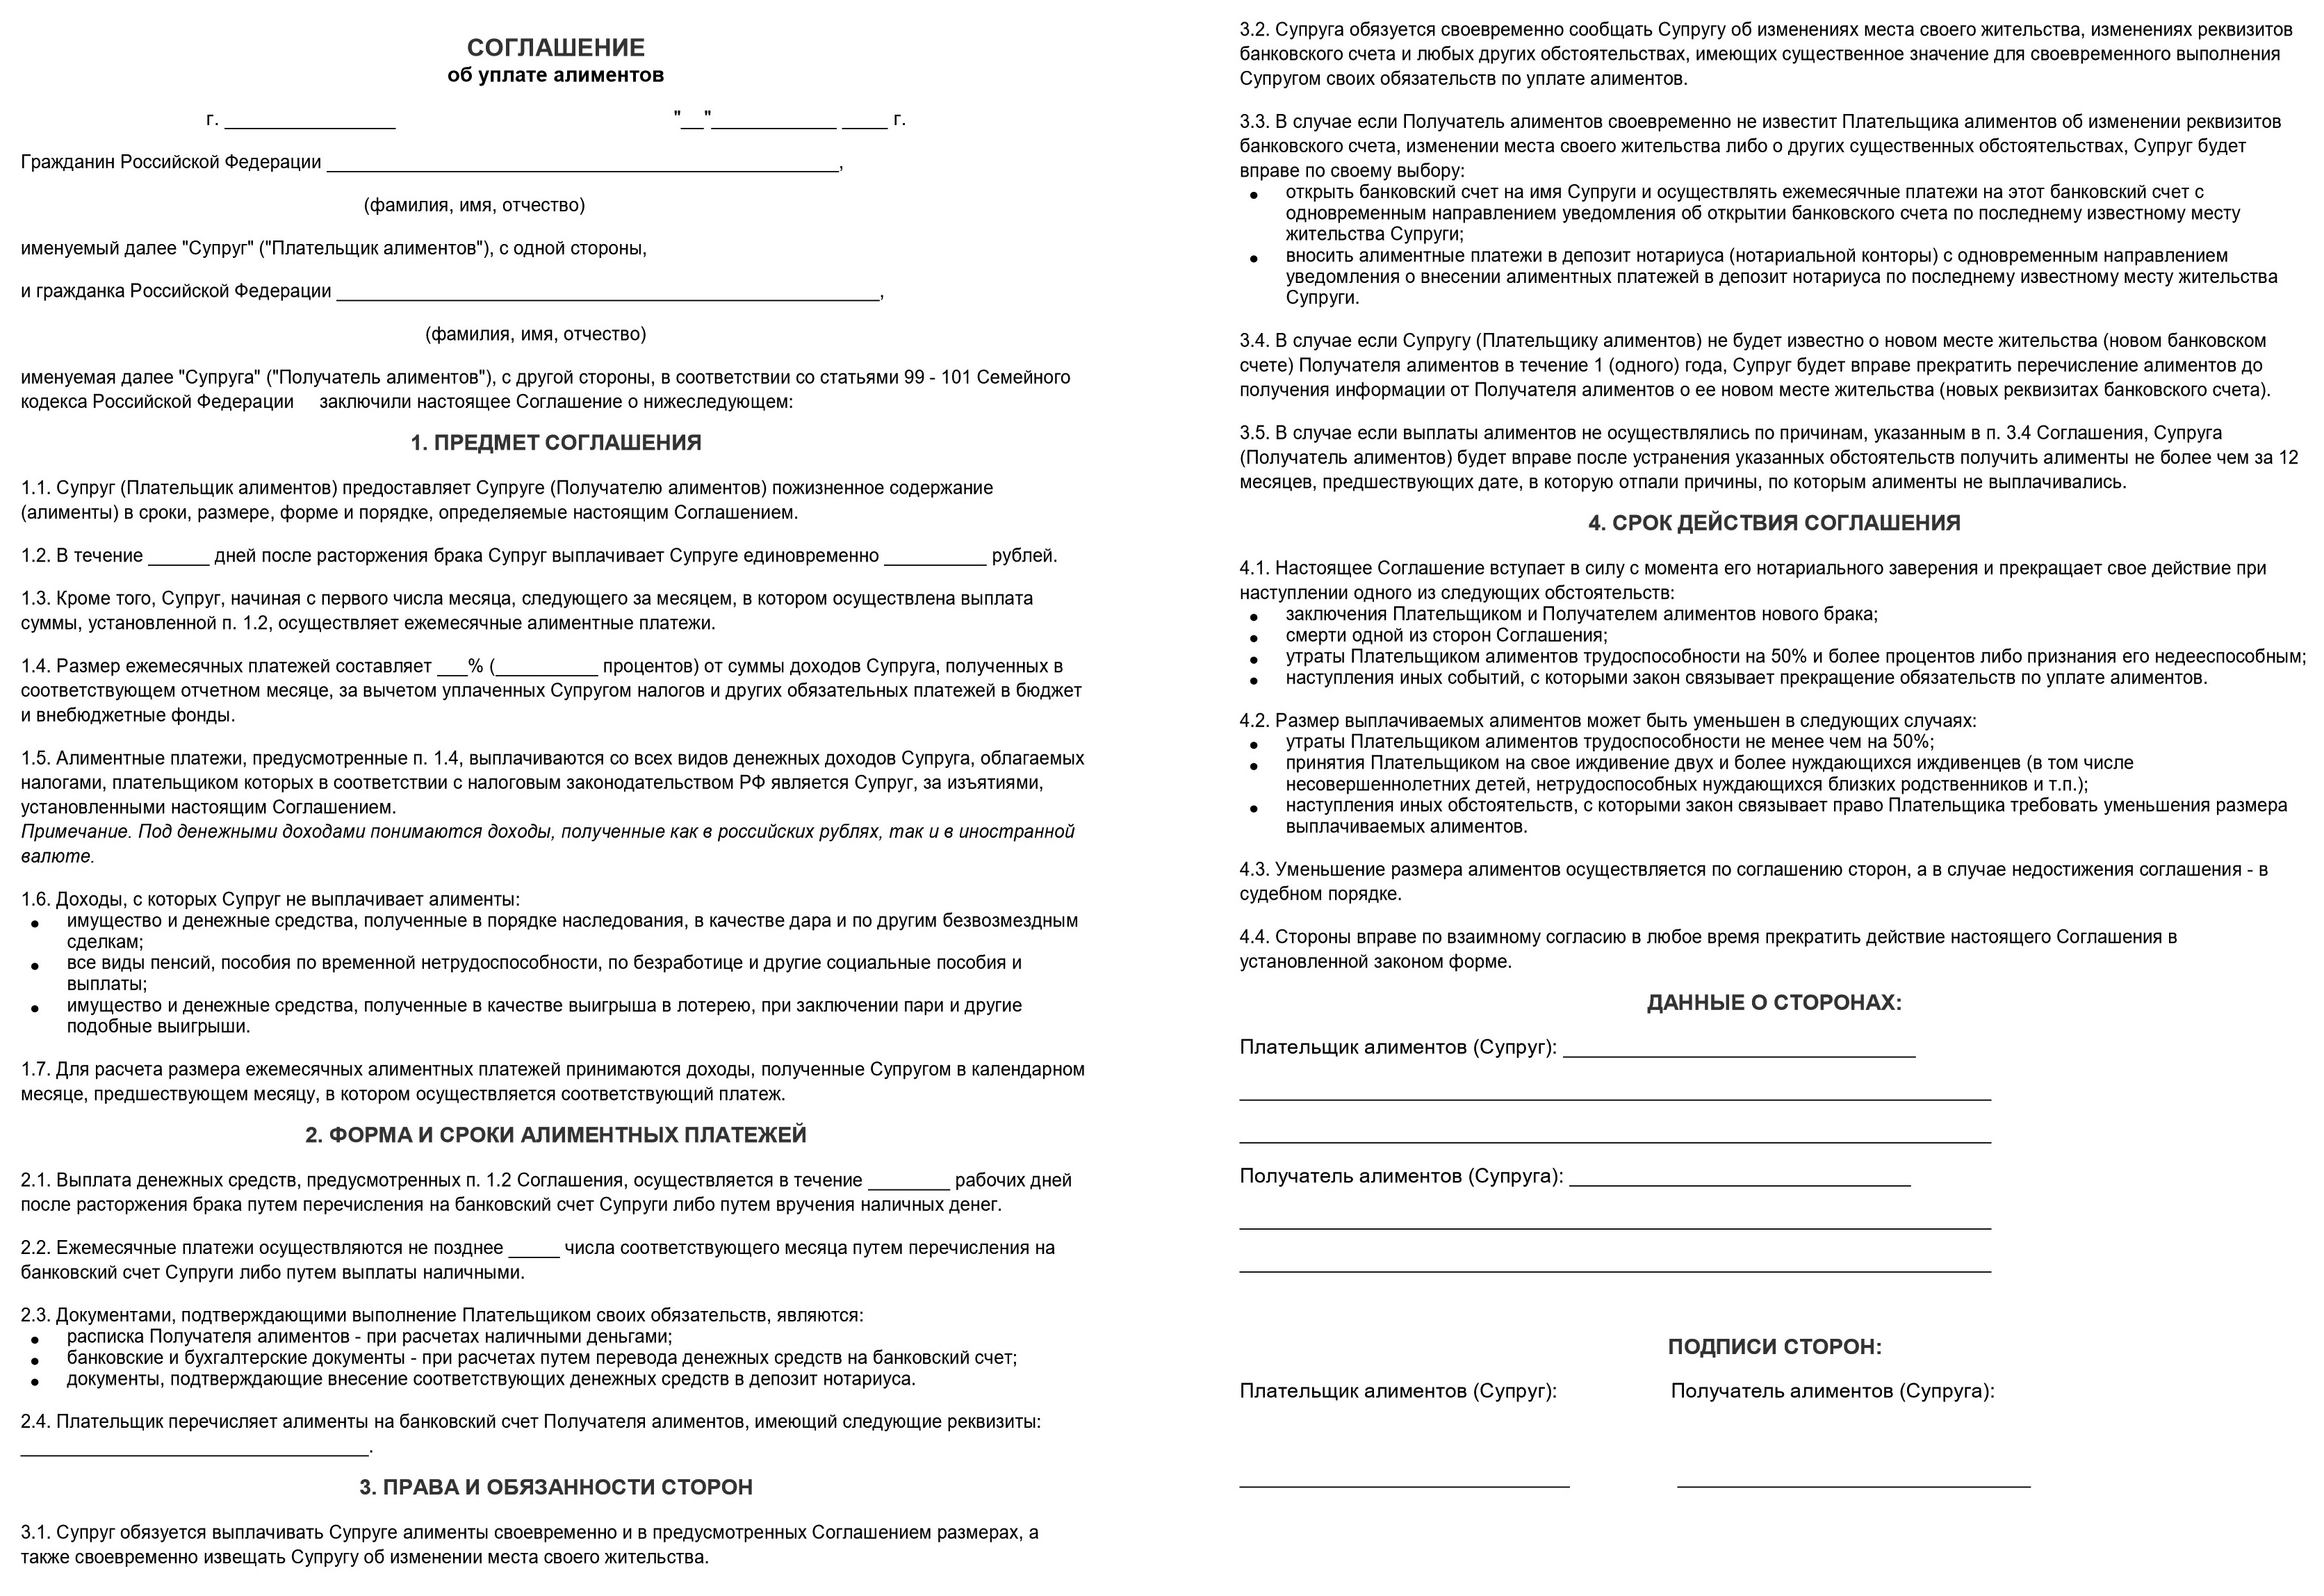 СОГЛАШЕНИЕ
об уплате алиментов
г. _________________ "__"____________ ____ г.
Гражданин Российской Федерации __________________________________________________,
(фамилия, имя, отчество)
именуемый далее "Супруг" ("Плательщик алиментов"), с одной стороны,
и гражданка Российской Федерации _____________________________________________________,
(фамилия, имя, отчество)
именуемая далее "Супруга" ("Получатель алиментов"), с другой стороны, в соответствии со статьями 99 - 101 Семейного
кодекса Российской Федерации заключили настоящее Соглашение о нижеследующем:
1. ПРЕДМЕТ СОГЛАШЕНИЯ
1.1. Супруг (Плательщик алиментов) предоставляет Супруге (Получателю алиментов) пожизненное содержание
(алименты) в сроки, размере, форме и порядке, определяемые настоящим Соглашением.
1.2. В течение ______ дней после расторжения брака Супруг выплачивает Супруге единовременно __________ рублей.
1.3. Кроме того, Супруг, начиная с первого числа месяца, следующего за месяцем, в котором осуществлена выплата
суммы, установленной п. 1.2, осуществляет ежемесячные алиментные платежи.
1.4. Размер ежемесячных платежей составляет ___% (__________ процентов) от суммы доходов Супруга, полученных в
соответствующем отчетном месяце, за вычетом уплаченных Супругом налогов и других обязательных платежей в бюджет
и внебюджетные фонды.
1.5. Алиментные платежи, предусмотренные п. 1.4, выплачиваются со всех видов денежных доходов Супруга, облагаемых
налогами, плательщиком которых в соответствии с налоговым законодательством РФ является Супруг, за изъятиями,
установленными настоящим Соглашением.
Примечание. Под денежными доходами понимаются доходы, полученные как в российских рублях, так и в иностранной
валюте.
1.6. Доходы, с которых Супруг не выплачивает алименты:
● имущество и денежные средства, полученные в порядке наследования, в качестве дара и по другим безвозмездным
сделкам;
● все виды пенсий, пособия по временной нетрудоспособности, по безработице и другие социальные пособия и
выплаты;
● имущество и денежные средства, полученные в качестве выигрыша в лотерею, при заключении пари и другие
подобные выигрыши.
1.7. Для расчета размера ежемесячных алиментных платежей принимаются доходы, полученные Супругом в календарном
месяце, предшествующем месяцу, в котором осуществляется соответствующий платеж.
2. ФОРМА И СРОКИ АЛИМЕНТНЫХ ПЛАТЕЖЕЙ
2.1. Выплата денежных средств, предусмотренных п. 1.2 Соглашения, осуществляется в течение ________ рабочих дней
после расторжения брака путем перечисления на банковский счет Супруги либо путем вручения наличных денег.
2.2. Ежемесячные платежи осуществляются не позднее _____ числа соответствующего месяца путем перечисления на
банковский счет Супруги либо путем выплаты наличными.
2.3. Документами, подтверждающими выполнение Плательщиком своих обязательств, являются:
● расписка Получателя алиментов - при расчетах наличными деньгами;
● банковские и бухгалтерские документы - при расчетах путем перевода денежных средств на банковский счет;
● документы, подтверждающие внесение соответствующих денежных средств в депозит нотариуса.
2.4. Плательщик перечисляет алименты на банковский счет Получателя алиментов, имеющий следующие реквизиты:
__________________________________.
3. ПРАВА И ОБЯЗАННОСТИ СТОРОН
3.1. Супруг обязуется выплачивать Супруге алименты своевременно и в предусмотренных Соглашением размерах, а
также своевременно извещать Супругу об изменении места своего жительства.
3.2. Супруга обязуется своевременно сообщать Супругу об изменениях места своего жительства, изменениях реквизитов
банковского счета и любых других обстоятельствах, имеющих существенное значение для своевременного выполнения
Супругом своих обязательств по уплате алиментов.
3.3. В случае если Получатель алиментов своевременно не известит Плательщика алиментов об изменении реквизитов
банковского счета, изменении места своего жительства либо о других существенных обстоятельствах, Супруг будет
вправе по своему выбору:
● открыть банковский счет на имя Супруги и осуществлять ежемесячные платежи на этот банковский счет с
одновременным направлением уведомления об открытии банковского счета по последнему известному месту
жительства Супруги;
● вносить алиментные платежи в депозит нотариуса (нотариальной конторы) с одновременным направлением
уведомления о внесении алиментных платежей в депозит нотариуса по последнему известному месту жительства
Супруги.
3.4. В случае если Супругу (Плательщику алиментов) не будет известно о новом месте жительства (новом банковском
счете) Получателя алиментов в течение 1 (одного) года, Супруг будет вправе прекратить перечисление алиментов до
получения информации от Получателя алиментов о ее новом месте жительства (новых реквизитах банковского счета).
3.5. В случае если выплаты алиментов не осуществлялись по причинам, указанным в п. 3.4 Соглашения, Супруга
(Получатель алиментов) будет вправе после устранения указанных обстоятельств получить алименты не более чем за 12
месяцев, предшествующих дате, в которую отпали причины, по которым алименты не выплачивались.
4. СРОК ДЕЙСТВИЯ СОГЛАШЕНИЯ
4.1. Настоящее Соглашение вступает в силу с момента его нотариального заверения и прекращает свое действие при
наступлении одного из следующих обстоятельств:
● заключения Плательщиком и Получателем алиментов нового брака;
● смерти одной из сторон Соглашения;
● утраты Плательщиком алиментов трудоспособности на 50% и более процентов либо признания его недееспособным;
● наступления иных событий, с которыми закон связывает прекращение обязательств по уплате алиментов.
4.2. Размер выплачиваемых алиментов может быть уменьшен в следующих случаях:
● утраты Плательщиком алиментов трудоспособности не менее чем на 50%;
● принятия Плательщиком на свое иждивение двух и более нуждающихся иждивенцев (в том числе
несовершеннолетних детей, нетрудоспособных нуждающихся близких родственников и т.п.);
● наступления иных обстоятельств, с которыми закон связывает право Плательщика требовать уменьшения размера
выплачиваемых алиментов.
4.3. Уменьшение размера алиментов осуществляется по соглашению сторон, а в случае недостижения соглашения - в
судебном порядке.
4.4. Стороны вправе по взаимному согласию в любое время прекратить действие настоящего Соглашения в
установленной законом форме.
ДАННЫЕ О СТОРОНАХ:
Плательщик алиментов (Супруг): _______________________________
__________________________________________________________________
__________________________________________________________________
Получатель алиментов (Супруга): ______________________________
__________________________________________________________________
__________________________________________________________________
ПОДПИСИ СТОРОН:
Плательщик алиментов (Супруг): Получатель алиментов (Супруга):
_____________________________ _______________________________